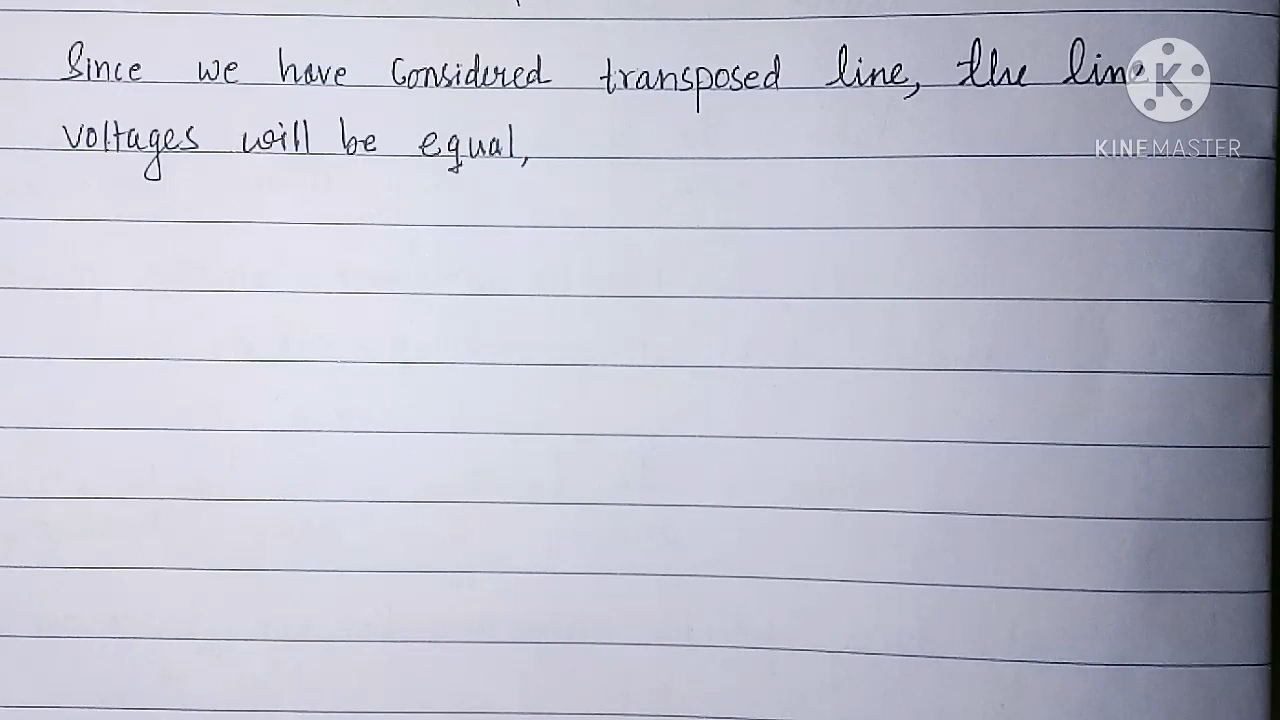 Since we have considered transposed line, the line
voltages will be equal,
K
KINEMASTER